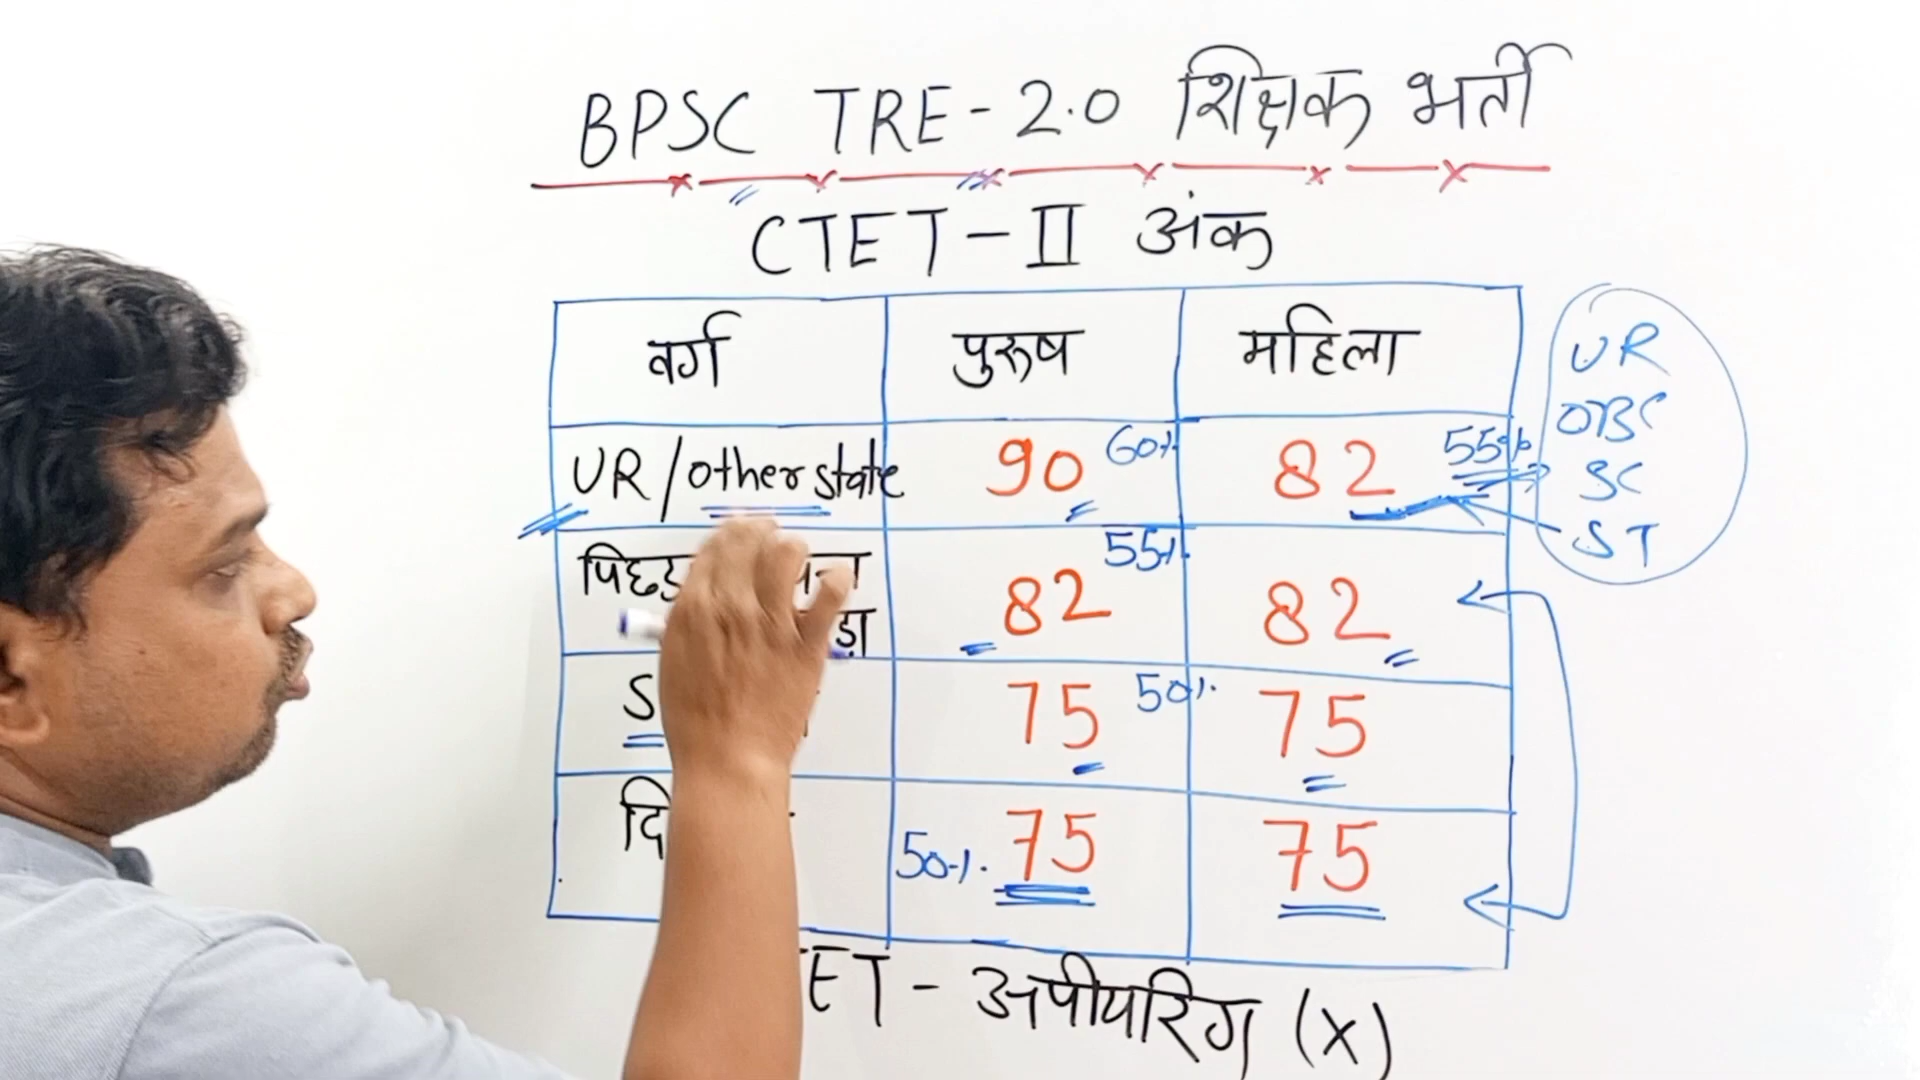 BPSC TRE-2.0 शिक्षक भर्ती
CTET-II अंक
वर्ग पुरुष महिला
UR/other state 90 60% 82 55%
82 55% 82
75 50% 75
50% 75 75
UR
OBC
SC
ST
अपीयरिंग (X)